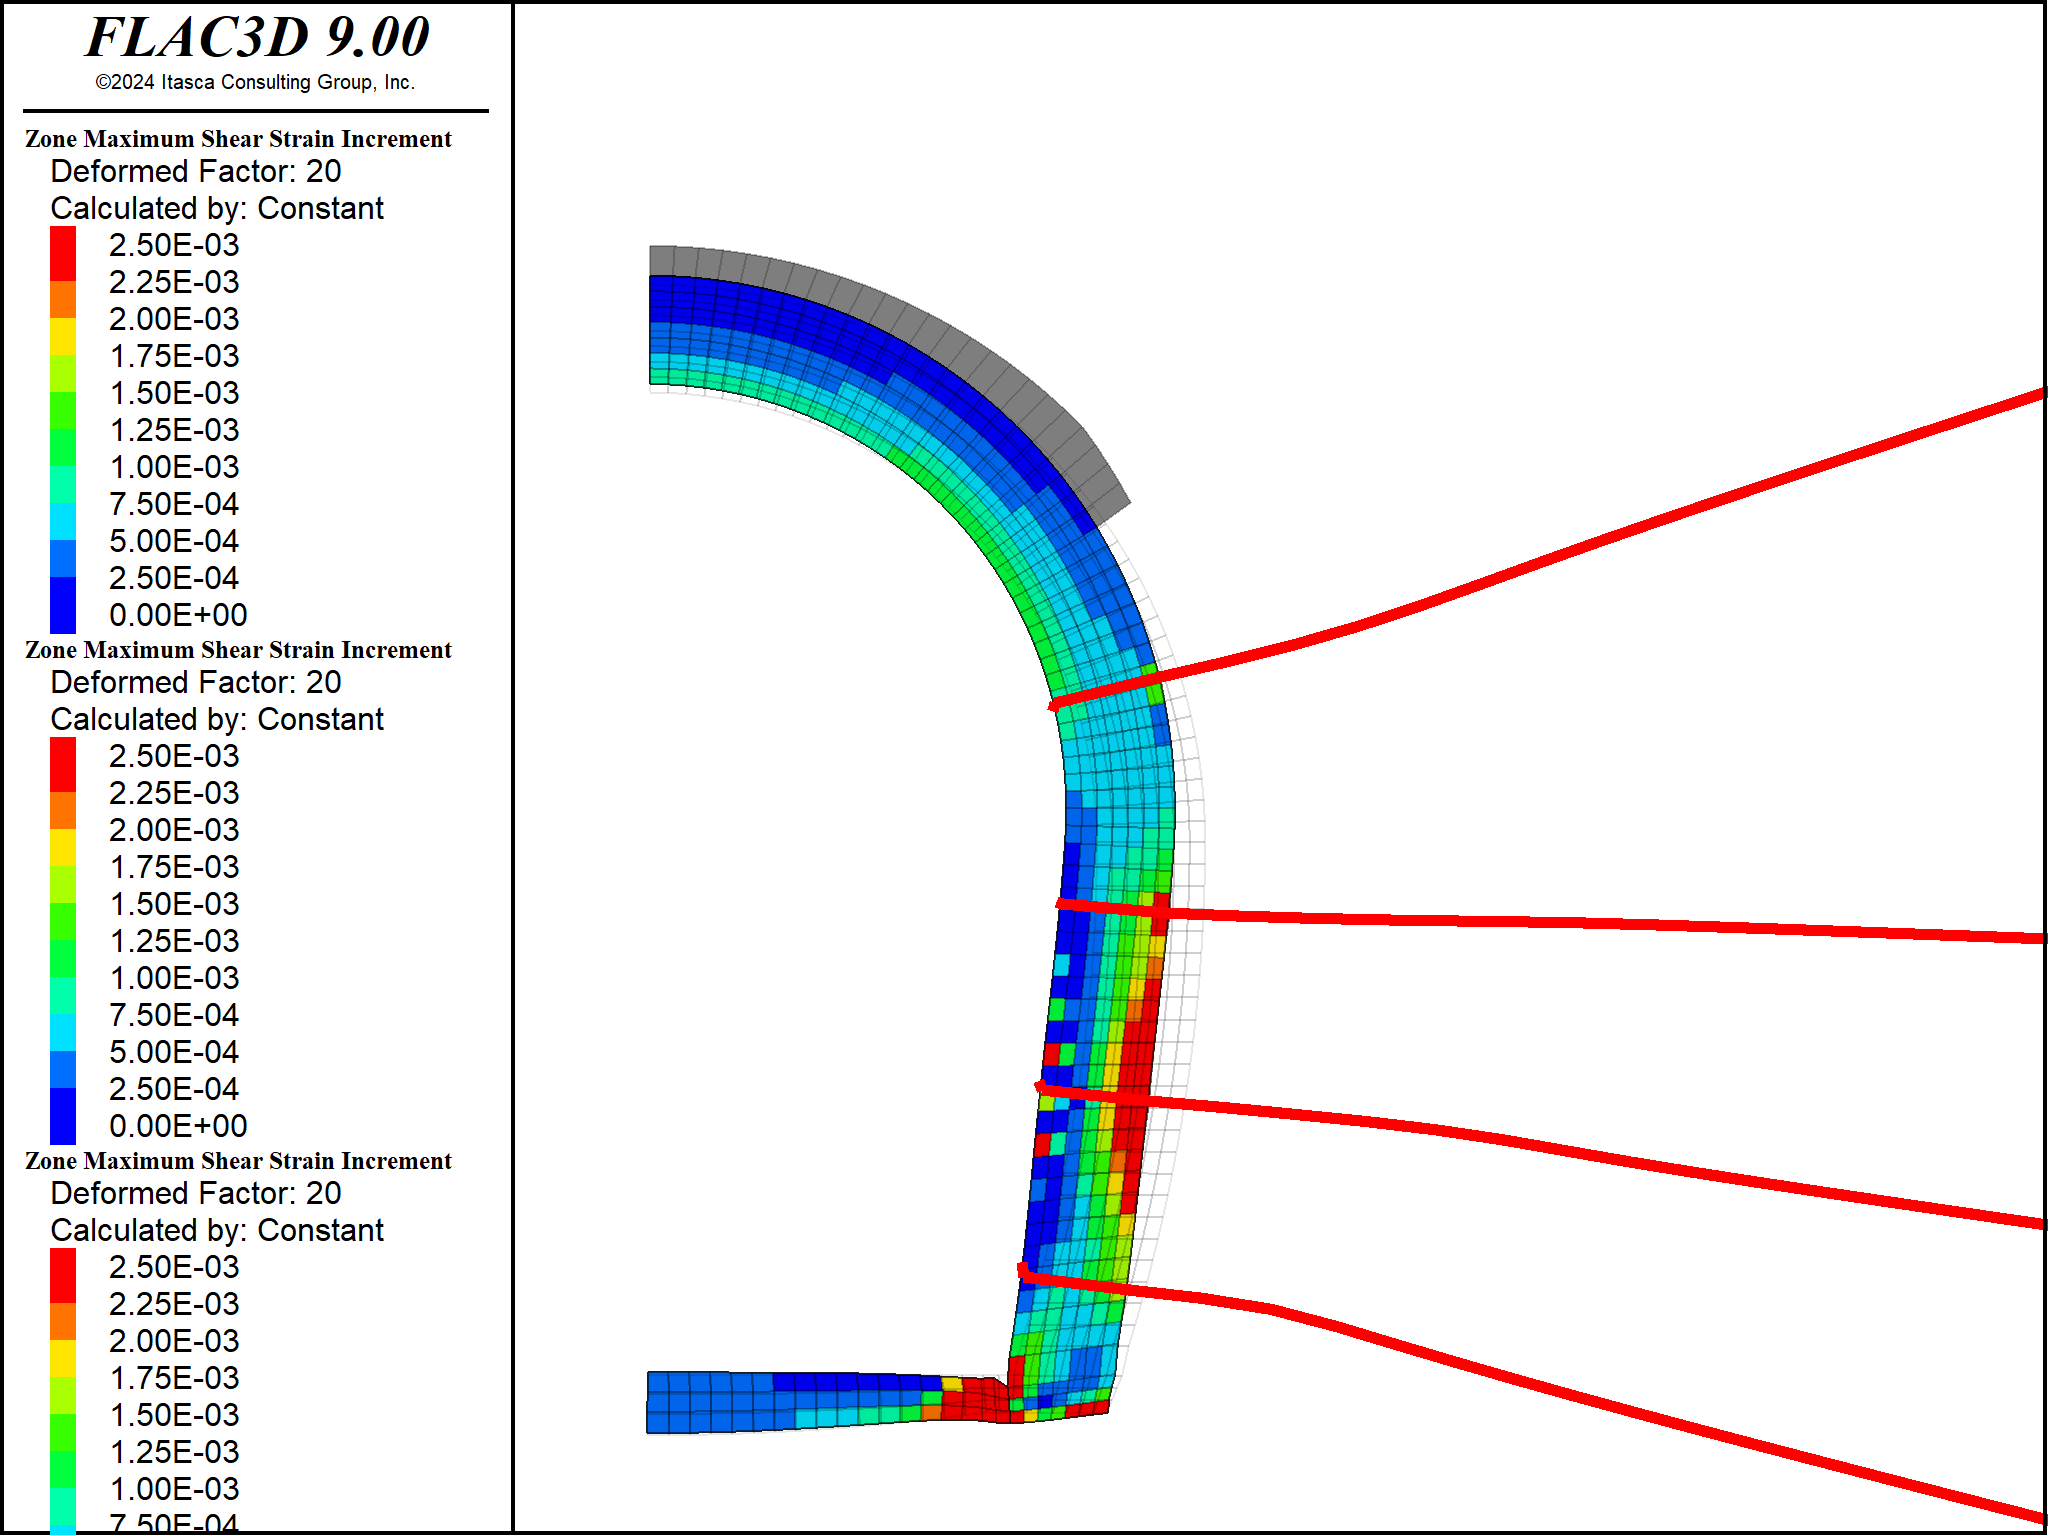 FLAC3D 9.00
©2024 Itasca Consulting Group, Inc.
Zone Maximum Shear Strain Increment
Deformed Factor: 20
Calculated by: Constant
2.50E-03
2.25E-03
2.00E-03
1.75E-03
1.50E-03
1.25E-03
1.00E-03
7.50E-04
5.00E-04
2.50E-04
0.00E+00
Zone Maximum Shear Strain Increment
Deformed Factor: 20
Calculated by: Constant
2.50E-03
2.25E-03
2.00E-03
1.75E-03
1.50E-03
1.25E-03
1.00E-03
7.50E-04
5.00E-04
2.50E-04
0.00E+00
Zone Maximum Shear Strain Increment
Deformed Factor: 20
Calculated by: Constant
2.50E-03
2.25E-03
2.00E-03
1.75E-03
1.50E-03
1.25E-03
1.00E-03
7.50E-04